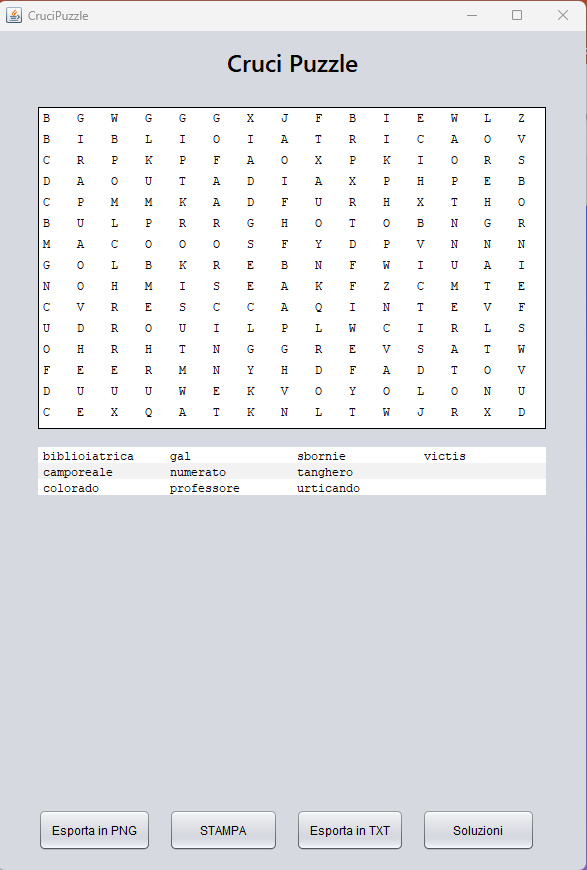 CruciPuzzle
Cruci Puzzle
B G W G G G X J F B I E W L Z
B I B L I O I A T R I C A O V
C R P K P F A O X P K I O R S
D A O U T A D I A X P H P E B
C P M M K A D F U R H X T H O
B U L P R R G H O T O B N G R
M A C O O O S F Y D P V N N N
G O L B K R E B N F W I U A I
N O H M I S E A K F Z C M T E
C V R E S C C A Q I N T E V F
U D R O U I L P L W C I R L S
O H R H T N G G R E V S A T W
F E E R M N Y H D F A D T O V
D U U U W E K V O Y O L O N U
C E X Q A T K N L T W J R X D
biblioiatrica gal sbornie victis
camporeale numerato tanghero
colorado professore urticando
Esporta in PNG STAMPA Esporta in TXT Soluzioni